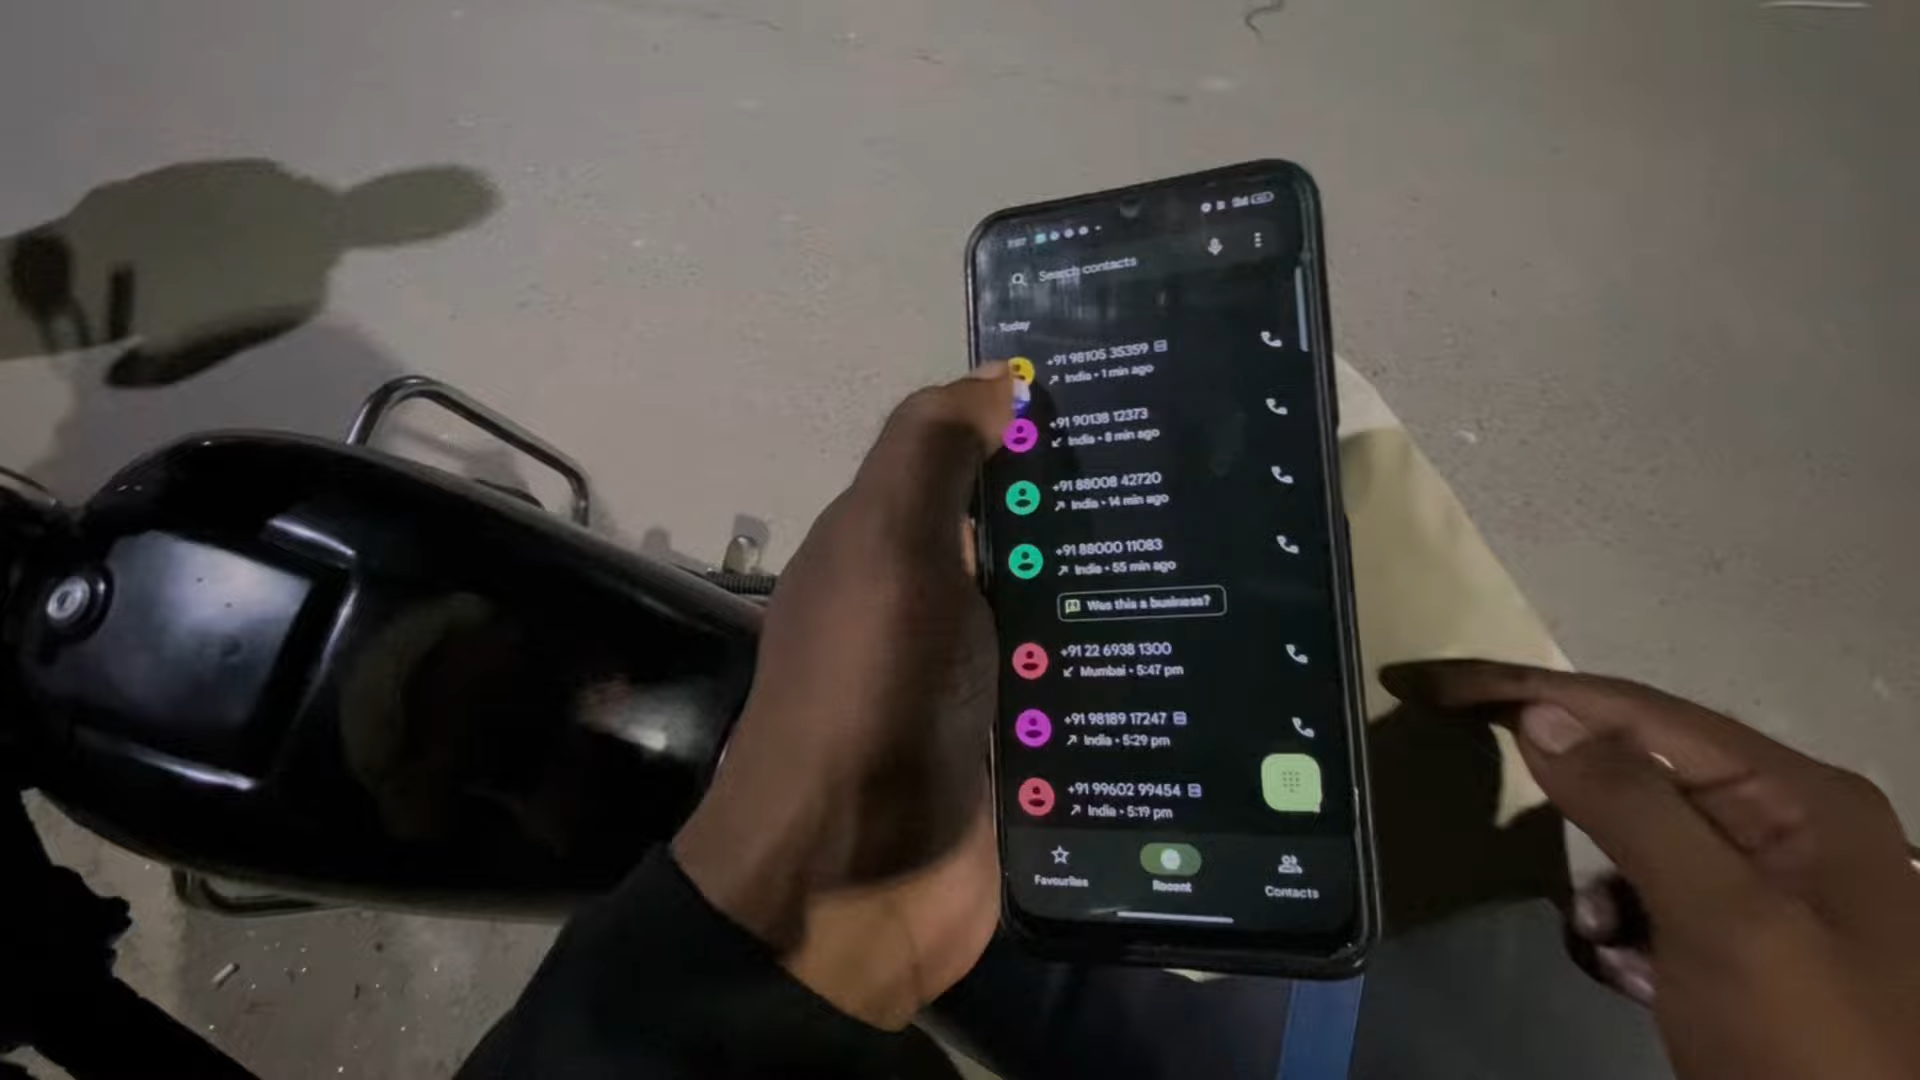 7:07
Search contacts
Today
+91 98105 35359
India • 1 min ago
+91 90138 12373
India • 8 min ago
+91 88008 42720
India • 14 min ago
+91 88000 11083
India • 55 min ago
Was this a business?
+91 22 6938 1300
Mumbai • 5:47 pm
+91 98189 17247
India • 5:29 pm
+91 99602 99454
India • 5:19 pm
Favourites
Recent
Contacts